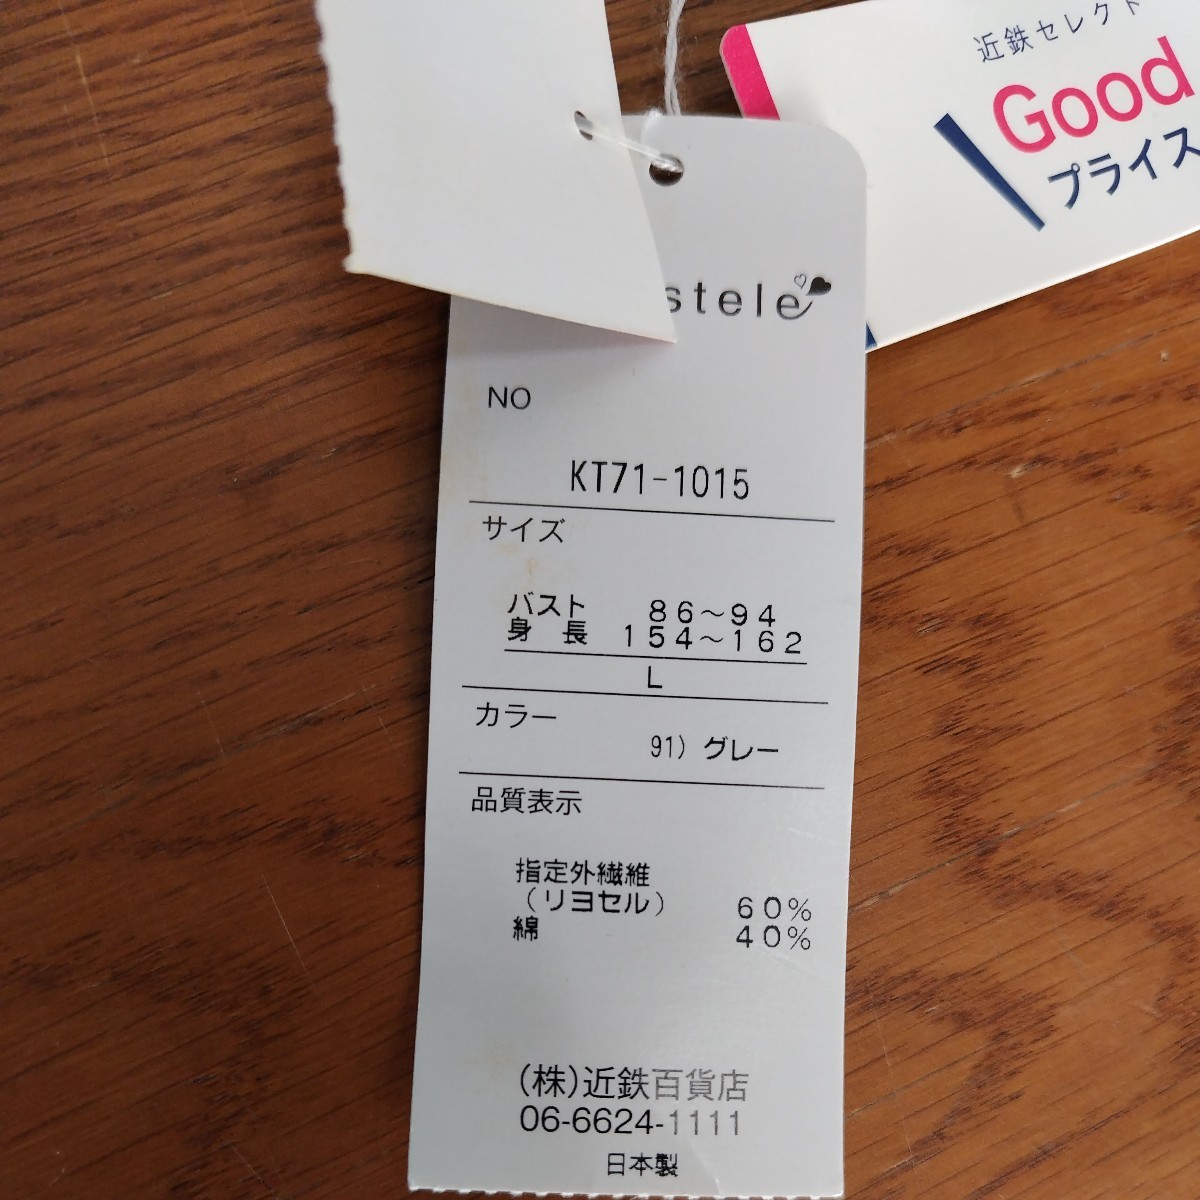 近鉄セレクト
Good
プライス
stele
NO
KT71-1015
サイズ
バスト 86～94
身長 154～162
L
カラー
91) グレー
品質表示
指定外繊維
(リヨセル) 60%
綿 40%
(株)近鉄百貨店
06-6624-1111
日本製